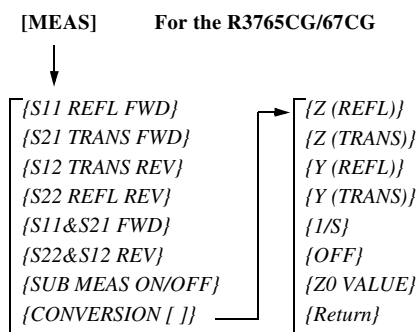 [MEAS] For the R3765CG/67CG
{S11 REFL FWD}
{S21 TRANS FWD}
{S12 TRANS REV}
{S22 REFL REV}
{S11&S21 FWD}
{S22&S12 REV}
{SUB MEAS ON/OFF}
{CONVERSION [ ]}
{Z (REFL)}
{Z (TRANS)}
{Y (REFL)}
{Y (TRANS)}
{1/S}
{OFF}
{Z0 VALUE}
{Return}